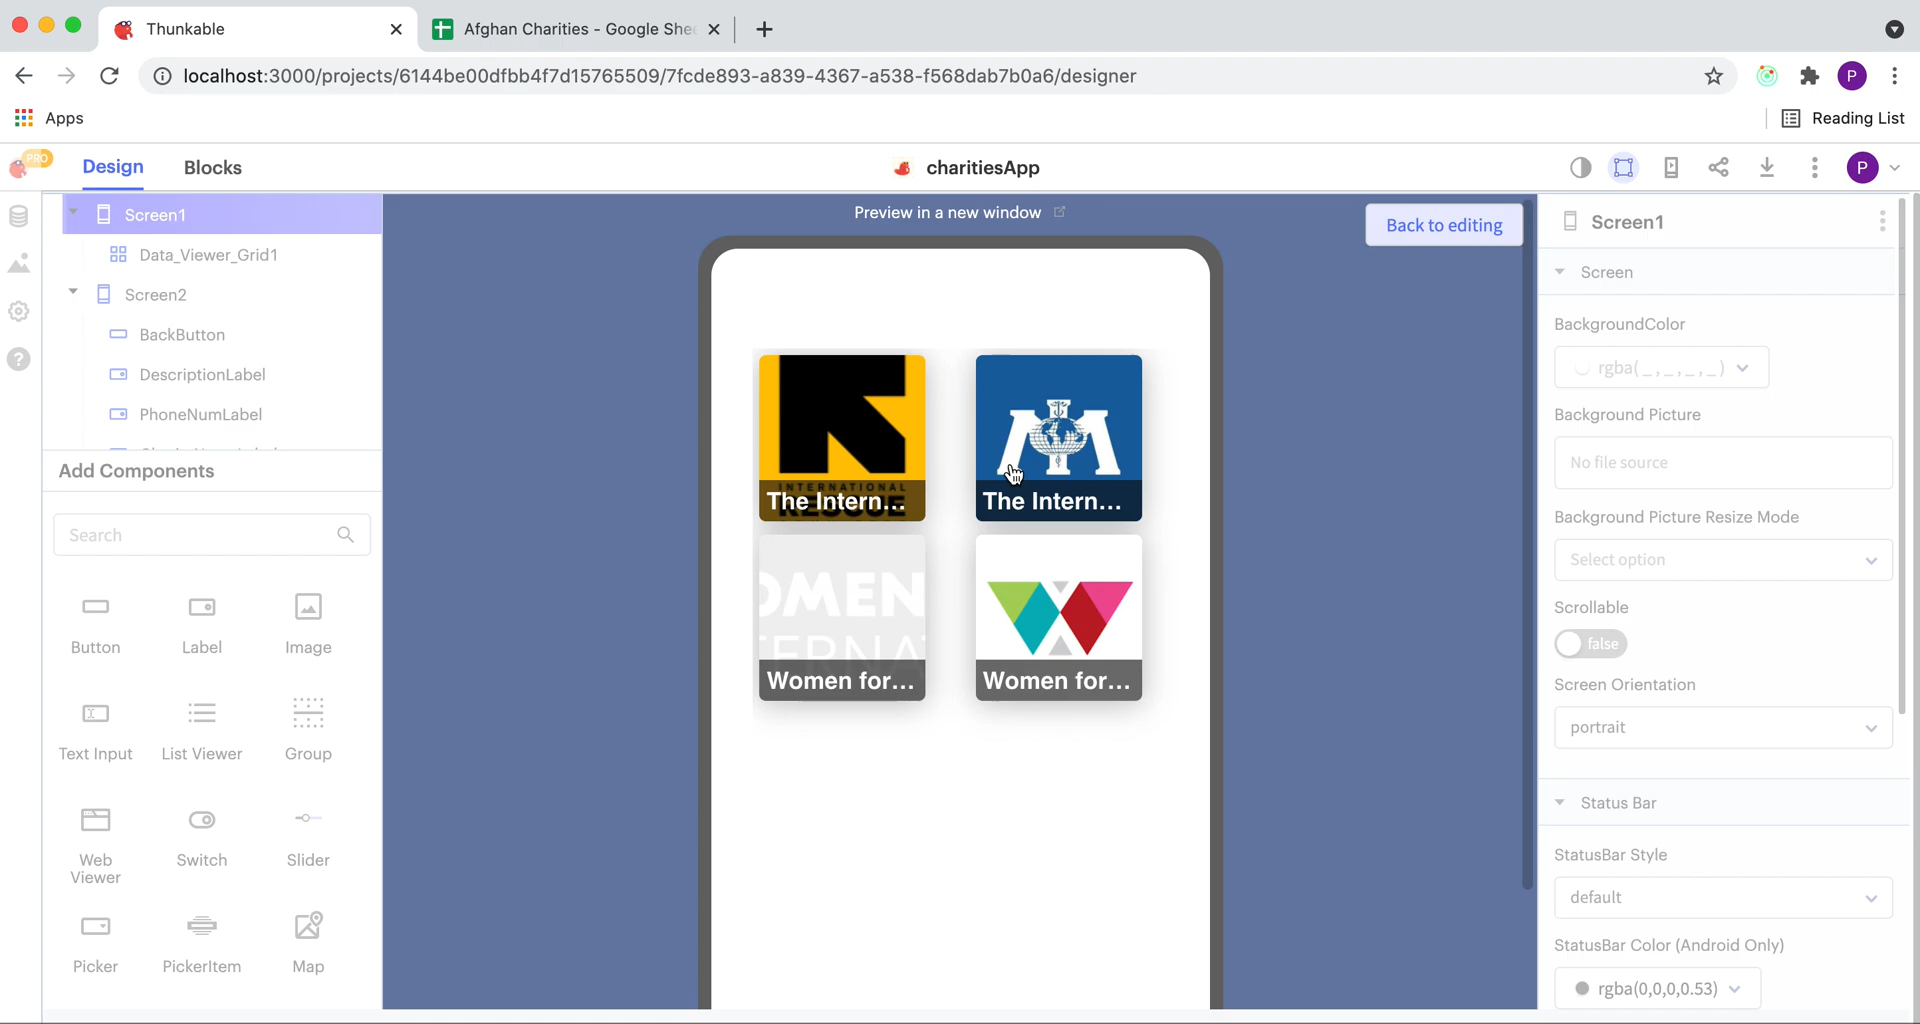 Thunkable
Afghan Charities - Google She
localhost:3000/projects/6144be00dfbb4f7d15765509/7fcde893-a839-4367-a538-f568dab7b0a6/designer
P
Apps
Reading List
PRO
Design
Blocks
charitiesApp
P
Screen1
Data_Viewer_Grid1
Screen2
BackButton
DescriptionLabel
PhoneNumLabel
Add Components
Search
Button
Label
Image
Text Input
List Viewer
Group
Web
Viewer
Switch
Slider
Picker
PickerItem
Map
Preview in a new window
Back to editing
INTERNATIONAL
RESCUE
The Intern...
The Intern...
OMEN
TERNA
Women for...
Women for...
Screen1
Screen
BackgroundColor
rgba(_,_,_,_)
Background Picture
No file source
Background Picture Resize Mode
Select option
Scrollable
false
Screen Orientation
portrait
Status Bar
StatusBar Style
default
StatusBar Color (Android Only)
rgba(0,0,0,0.53)